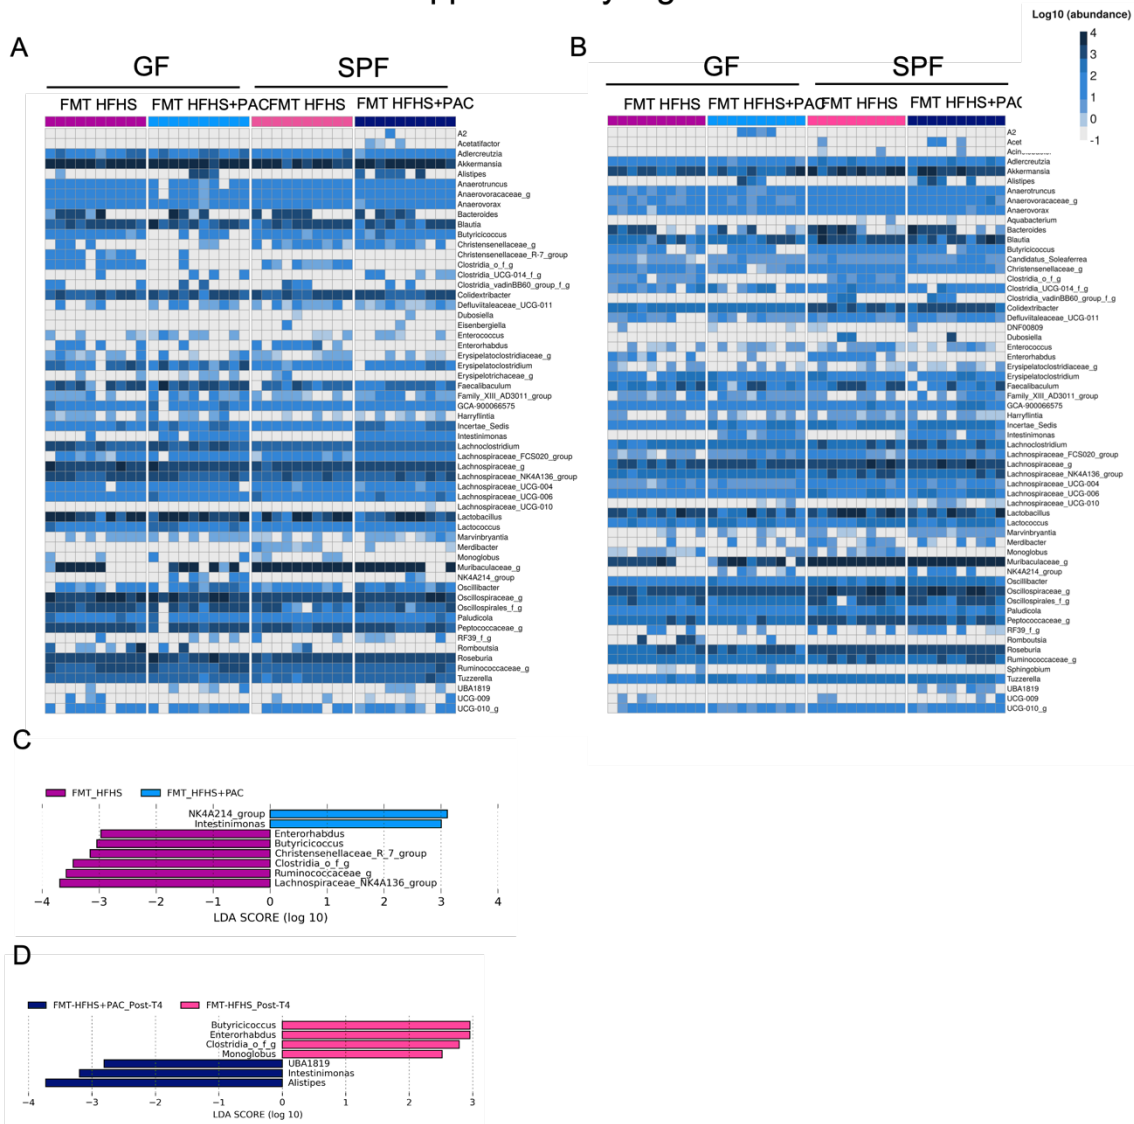 Log10 (abundance)
A
B
GF
SPF
GF
SPF
FMT HFHS
FMT HFHS+PAC
FMT HFHS
FMT HFHS+PAC
FMT HFHS
FMT HFHS+PAC
FMT HFHS
FMT HFHS+PAC
4
3
2
1
0
-1
A2
Acetatifactor
Adlercreutzia
Akkermansia
Alistipes
Anaerotruncus
Anaerovoracaceae_g
Anaerovorax
Bacteroides
Blautia
Butyricicoccus
Christensenellaceae_g
Christensenellaceae_R-7_group
Clostridia_o_f_g
Clostridia_UCG-014_f_g
Clostridia_vadinBB60_group_f_g
Colidextribacter
Defluviitaleaceae_UCG-011
Dubosiella
Eisenbergiella
Enterococcus
Enterorhabdus
Erysipelatoclostridiaceae_g
Erysipelatoclostridium
Erysipelotrichaceae_g
Faecalibaculum
Family_XIII_AD3011_group
GCA-900066575
Harryflintia
Incertae_Sedis
Intestinimonas
Lachnoclostridium
Lachnospiraceae_FCS020_group
Lachnospiraceae_g
Lachnospiraceae_NK4A136_group
Lachnospiraceae_UCG-004
Lachnospiraceae_UCG-006
Lachnospiraceae_UCG-010
Lactobacillus
Lactococcus
Marvinbryantia
Merdibacter
Monoglobus
Muribaculaceae_g
NK4A214_group
Oscillibacter
Oscillospiraceae_g
Oscillospirales_f_g
Paludicola
Peptococcaceae_g
RF39_f_g
Romboutsia
Roseburia
Ruminococcaceae_g
Tuzzerella
UBA1819
UCG-009
UCG-010_g
A2
Acet
Adlercreutzia
Akkermansia
Alistipes
Anaerotruncus
Anaerovoracaceae_g
Anaerovorax
Aquabacterium
Bacteroides
Blautia
Butyricicoccus
Candidatus_Soleaferrea
Christensenellaceae_g
Clostridia_o_f_g
Clostridia_UCG-014_f_g
Clostridia_vadinBB60_group_f_g
Colidextribacter
Defluviitaleaceae_UCG-011
DNF00809
Dubosiella
Enterococcus
Enterorhabdus
Erysipelatoclostridiaceae_g
Erysipelatoclostridium
Faecalibaculum
Family_XIII_AD3011_group
GCA-900066575
Harryflintia
Incertae_Sedis
Intestinimonas
Lachnoclostridium
Lachnospiraceae_FCS020_group
Lachnospiraceae_g
Lachnospiraceae_NK4A136_group
Lachnospiraceae_UCG-004
Lachnospiraceae_UCG-006
Lachnospiraceae_UCG-010
Lactobacillus
Lactococcus
Marvinbryantia
Merdibacter
Monoglobus
Muribaculaceae_g
NK4A214_group
Oscillibacter
Oscillospiraceae_g
Oscillospirales_f_g
Paludicola
Peptococcaceae_g
RF39_f_g
Romboutsia
Roseburia
Ruminococcaceae_g
Sphingobium
Tuzzerella
UBA1819
UCG-009
UCG-010_g
C
FMT_HFHS
FMT_HFHS+PAC
NK4A214_group
Intestinimonas
Enterorhabdus
Butyricicoccus
Christensenellaceae_R_7_group
Clostridia_o_f_g
Ruminococcaceae_g
Lachnospiraceae_NK4A136_group
−4 −3 −2 −1 0 1 2 3 4
LDA SCORE (log 10)
D
FMT-HFHS+PAC_Post-T4
FMT-HFHS_Post-T4
Butyricicoccus
Enterorhabdus
Clostridia_o_f_g
Monoglobus
UBA1819
Intestinimonas
Alistipes
−4 −3 −2 −1 0 1 2 3
LDA SCORE (log 10)